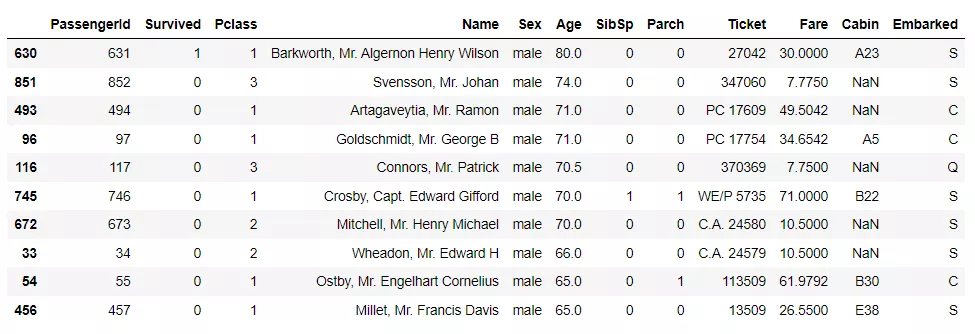 PassengerId Survived Pclass Name Sex Age SibSp Parch Ticket Fare Cabin Embarked
630 631 1 1 Barkworth, Mr. Algernon Henry Wilson male 80.0 0 0 27042 30.0000 A23 S
851 852 0 3 Svensson, Mr. Johan male 74.0 0 0 347060 7.7750 NaN S
493 494 0 1 Artagaveytia, Mr. Ramon male 71.0 0 0 PC 17609 49.5042 NaN C
96 97 0 1 Goldschmidt, Mr. George B male 71.0 0 0 PC 17754 34.6542 A5 C
116 117 0 3 Connors, Mr. Patrick male 70.5 0 0 370369 7.7500 NaN Q
745 746 0 1 Crosby, Capt. Edward Gifford male 70.0 1 1 WE/P 5735 71.0000 B22 S
672 673 0 2 Mitchell, Mr. Henry Michael male 70.0 0 0 C.A. 24580 10.5000 NaN S
33 34 0 2 Wheadon, Mr. Edward H male 66.0 0 0 C.A. 24579 10.5000 NaN S
54 55 0 1 Ostby, Mr. Engelhart Cornelius male 65.0 0 1 113509 61.9792 B30 C
456 457 0 1 Millet, Mr. Francis Davis male 65.0 0 0 13509 26.5500 E38 S